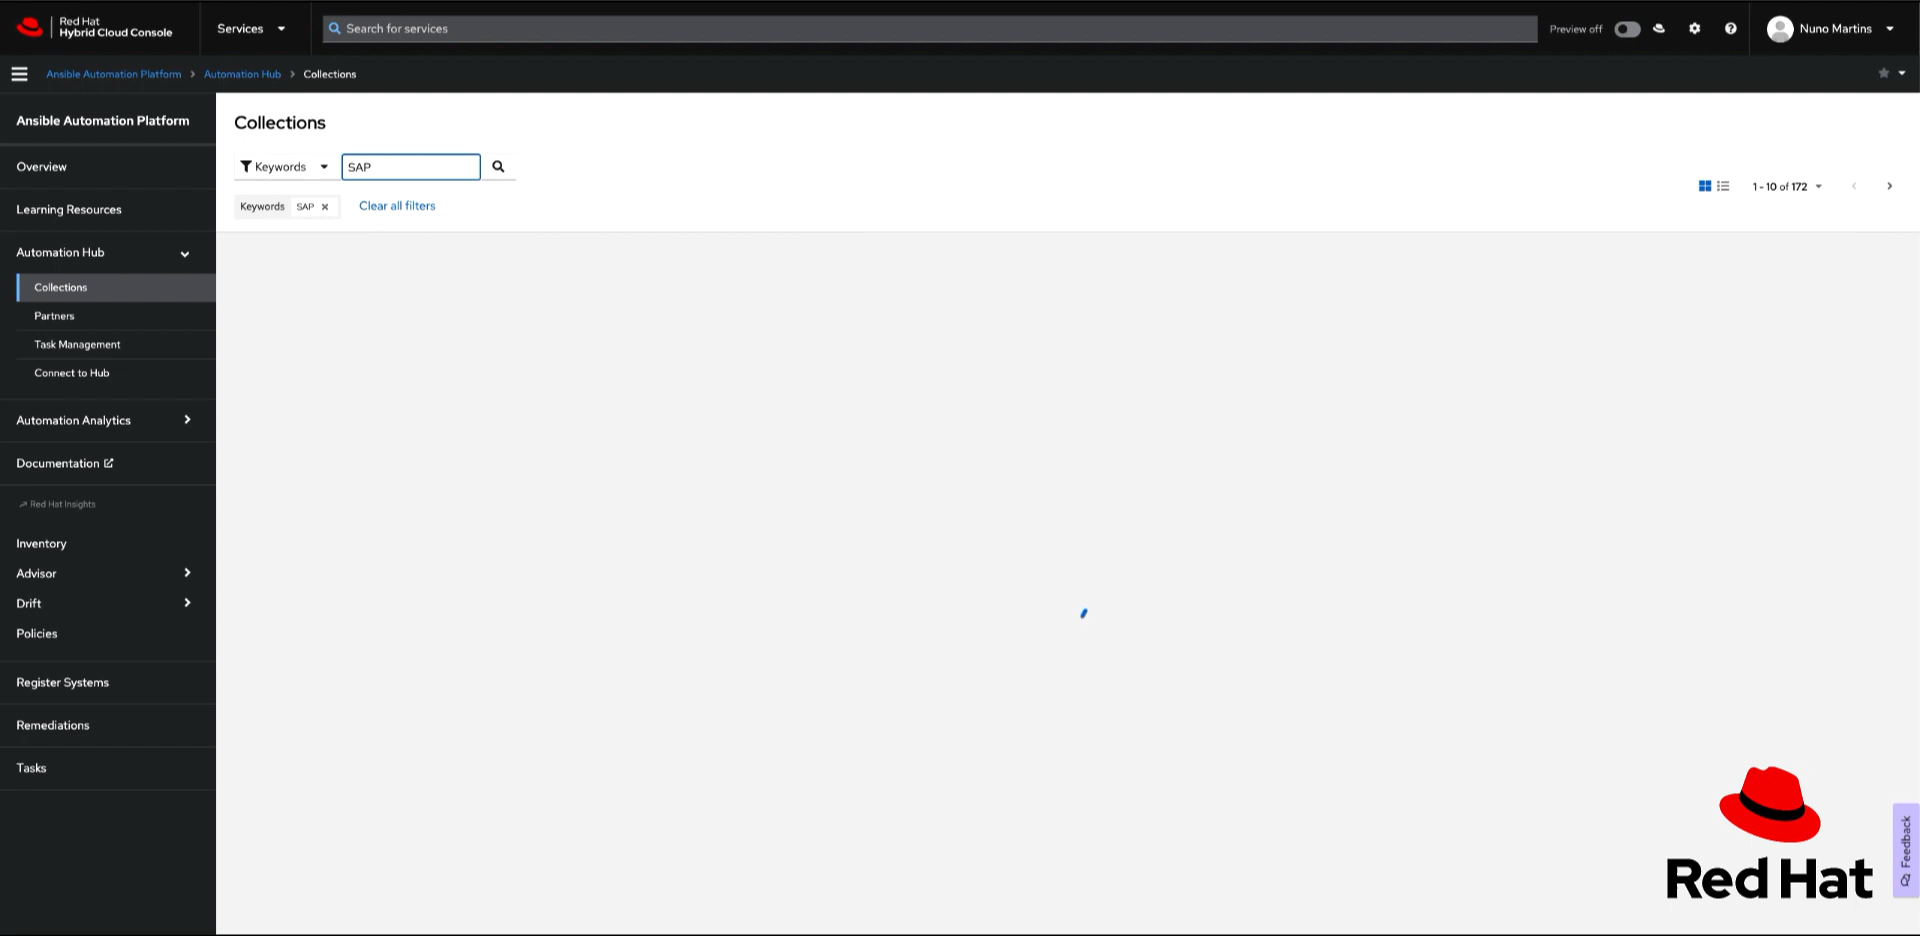 Red Hat
Hybrid Cloud Console
Services
Search for services
Preview off
Nuno Martins
Ansible Automation Platform
Automation Hub
Collections
Ansible Automation Platform
Overview
Learning Resources
Automation Hub
Collections
Partners
Task Management
Connect to Hub
Automation Analytics
Documentation
Red Hat Insights
Inventory
Advisor
Drift
Policies
Register Systems
Remediations
Tasks
Collections
Keywords
SAP
Keywords SAP
Clear all filters
1 - 10 of 172
Feedback
Red Hat